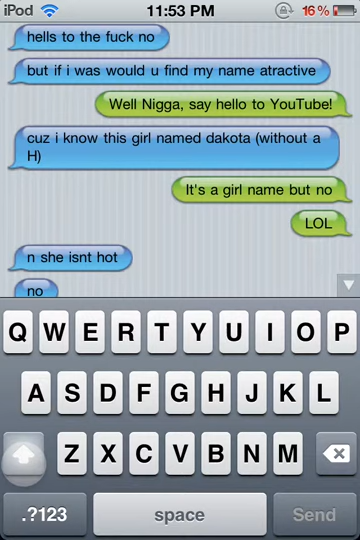 iPod 11:53 PM 16%
hells to the fuck no
but if i was would u find my name atractive
Well Nigga, say hello to YouTube!
cuz i know this girl named dakota (without a
H)
It's a girl name but no
LOL
n she isnt hot
no
Q W E R T Y U I O P
A S D F G H J K L
Z X C V B N M
.?123 space Send